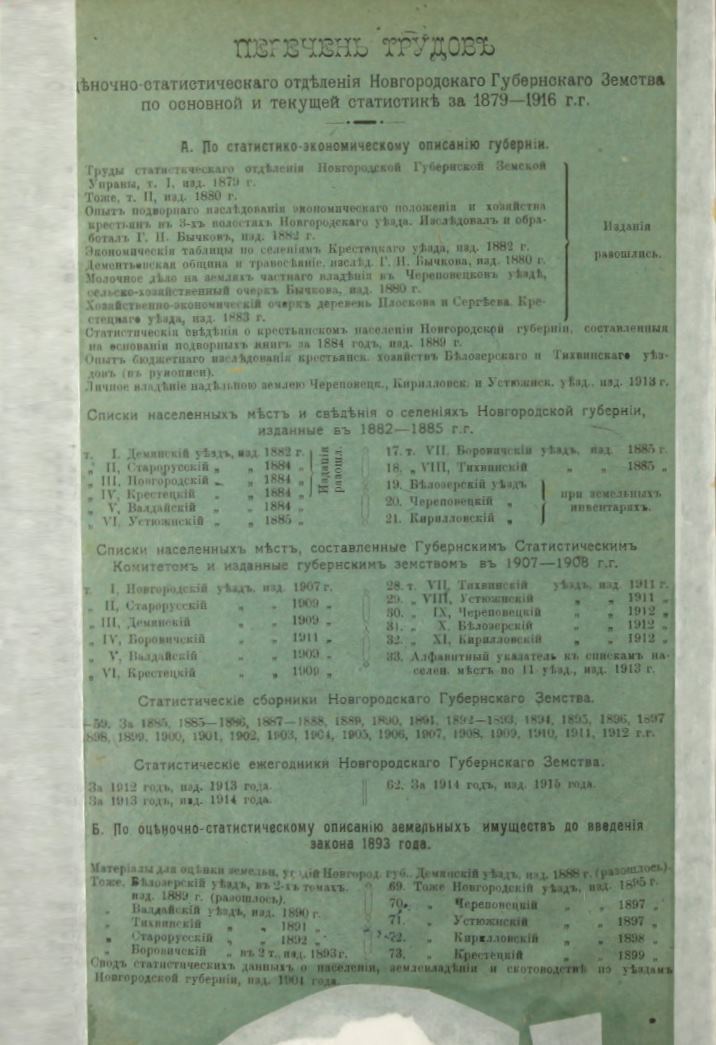 ПЕРЕЧЕНЬ ТРУДОВЪ
ѣночно-статистическаго отдѣленія Новгородскаго Губернскаго Земства
по основной и текущей статистикѣ за 1879—1916 г.г.
А. По статистико-экономическому описанію губерніи.
Труды статистическаго отдѣленія Новгородской Губернской Земской
Управы, т. I, изд. 1879 г.
Тоже, т. II, изд. 1880 г.
Опытъ подворнаго изслѣдованія экономическаго положенія и хозяйства
крестьянъ въ 3-хъ волостяхъ Новгородскаго уѣзда. Изслѣдовалъ и обра-
боталъ Г. П. Бычковъ, изд. 1882 г.
Экономическія таблицы по селеніямъ Крестецкаго уѣзда, изд. 1882 г.
Дементьевская община и травосѣяніе, изслѣд. Г. П. Бычкова, изд. 1880 г.
Молочное дѣло на земляхъ частнаго владѣнія въ Череповецкомъ уѣздѣ,
сельско-хозяйственный очеркъ Бычкова, изд. 1880 г.
Хозяйственно-экономическій очеркъ деревень Плоскова и Сергѣева. Кре-
стецкаго уѣзда, изд. 1883 г.
Изданія
разошлись.
Статистическія свѣдѣнія о крестьянскомъ населеніи Новгородской губерніи, составленныя
на основаніи подворныхъ книгъ за 1884 годъ, изд. 1889 г.
Опытъ бюджетнаго изслѣдованія крестьянск. хозяйствъ Бѣлозерскаго и Тихвинскаго уѣз-
довъ (въ рукописи).
Личное владѣніе надѣльною землею Череповецк., Кирилловск. и Устюжнск. уѣзд., изд. 1913 г.
Списки населенныхъ мѣстъ и свѣдѣнія о селеніяхъ Новгородской губерніи,
изданные въ 1882—1885 г.г.
т. I. Демянскій уѣздъ, изд. 1882 г.
„ II, Старорусскій „ „ 1884 „
„ III. Новгородскій „ „ 1884 „
„ IV, Крестецкій „ „ 1884 „
„ V, Валдайскій „ „ 1884 „
„ VI. Устюжнскій „ „ 1885 „
Изданія
разошл.
17. т. VII. Боровичскій уѣздъ, изд. 1885 г.
18. „ VIII, Тихвинскій „ „ 1885 „
19. Бѣлозерскій уѣздъ
20. Череповецкій „
21. Кирилловскій „
при земельныхъ
инвентаряхъ.
Списки населенныхъ мѣстъ, составленные Губернскимъ Статистическимъ
Комитетомъ и изданные губернскимъ земствомъ въ 1907—1908 г.г.
т. I, Новгородскій уѣздъ, изд. 1907 г.
„ II, Старорусскій „ „ 1909 „
„ III, Демянскій „ „ 1909 „
„ IV, Боровичскій „ „ 1911 „
„ V, Валдайскій „ „ 1909 „
„ VI, Крестецкій „ „ 1909 „
28. т. VII, Тихвинскій уѣздъ, изд. 1911 г.
29. „ VIII, Устюжнскій „ „ 1911 „
30. „ IX, Череповецкій „ „ 1912 „
31. „ X, Бѣлозерскій „ „ 1912 „
32. „ XI, Кирилловскій „ „ 1912 „
33. Алфавитный указатель къ спискамъ на-
селен. мѣстъ по 11 уѣзд., изд. 1913 г.
Статистическіе сборники Новгородскаго Губернскаго Земства.
—59. За 1885, 1885—1886, 1887—1888, 1889, 1890, 1891, 1892—1893, 1894, 1895, 1896, 1897
898, 1899, 1900, 1901, 1902, 1903, 1904, 1905, 1906, 1907, 1908, 1909, 1910, 1911, 1912 г.г.
Статистическіе ежегодники Новгородскаго Губернскаго Земства.
За 1912 годъ, изд. 1913 года.
За 1913 годъ, изд. 1914 года.
62. За 1914 годъ, изд. 1915 года.
Б. По оцѣночно-статистическому описанію земельныхъ имуществъ до введенія
закона 1893 года.
Матеріалы для оцѣнки земельн. угодій Новгород. губ., Демянскій уѣздъ, изд. 1888 г. (разошлось).
Тоже. Бѣлозерскій уѣздъ, въ 2-хъ томахъ.
изд. 1889 г. (разошлось).
„ Валдайскій уѣздъ, изд. 1890 г.
„ Тихвинскій „ „ 1891 „
„ Старорусскій „ „ 1892 „
„ Боровичскій „ въ 2 т., изд. 1893 г.
69. Тоже Новгородскій уѣздъ, изд. 1895 г.
70. „ Череповецкій „ „ 1897 „
71. „ Устюжнскій „ „ 1897 „
72. „ Кирилловскій „ „ 1898 „
73. „ Крестецкій „ „ 1899 „
Сводъ статистическихъ данныхъ о населеніи, землевладѣніи и скотоводствѣ по уѣздамъ
Новгородской губерніи, изд. 1904 года.